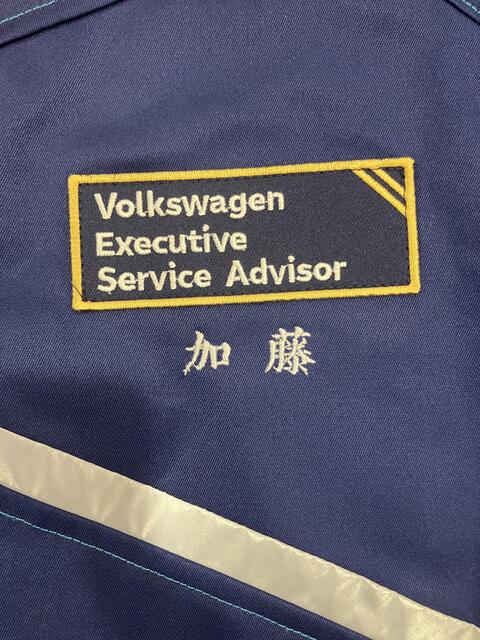 Volkswagen
Executive
Service Advisor
加藤